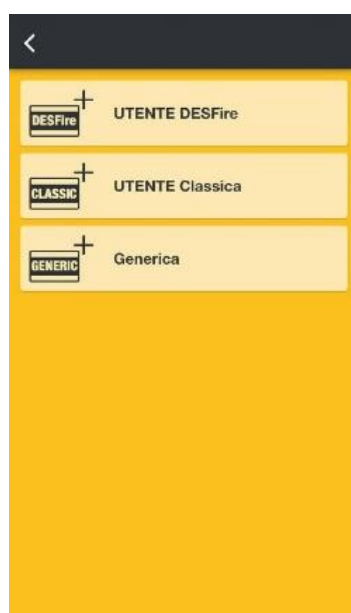 DESFire
UTENTE DESFire
CLASSIC
UTENTE Classica
GENERIC
Generica